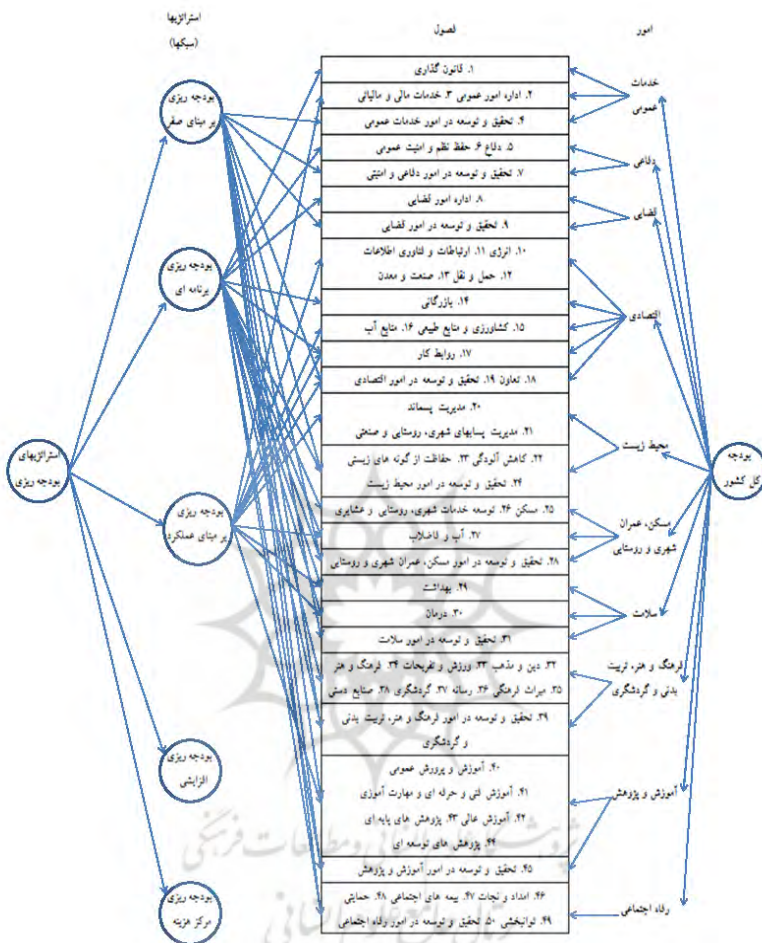 امور
فصول
استراتژیها
(سبکها)
خدمات
عمومی
دفاعی
قضایی
اقتصادی
محیط زیست
مسکن، عمران
شهری و روستایی
سلامت
فرهنگ و هنر، تربیت
بدنی و گردشگری
آموزش و پژوهش
رفاه اجتماعی
بودجه
کل کشور
۱. قانون گذاری
۲. اداره امور عمومی ۳. خدمات مالی و مالیاتی
۴. تحقیق و توسعه در امور خدمات عمومی
۵. دفاع ۶. حفظ نظم و امنیت عمومی
۷. تحقیق و توسعه در امور دفاعی و امنیتی
۸. اداره امور قضایی
۹. تحقیق و توسعه در امور قضایی
۱۰. انرژی ۱۱. ارتباطات و فناوری اطلاعات
۱۲. حمل و نقل ۱۳. صنعت و معدن
۱۴. بازرگانی
۱۵. کشاورزی و منابع طبیعی ۱۶. منابع آب
۱۷. روابط کار
۱۸. تعاون ۱۹. تحقیق و توسعه در امور اقتصادی
۲۰. مدیریت پسماند
۲۱. مدیریت پسابهای شهری، روستایی و صنعتی
۲۲. کاهش آلودگی ۲۳. حفاظت از گونه های زیستی
۲۴. تحقیق و توسعه در امور محیط زیست
۲۵. مسکن ۲۶. توسعه خدمات شهری، روستایی و عشایری
۲۷. آب و فاضلاب
۲۸. تحقیق و توسعه در امور مسکن، عمران شهری و روستایی
۲۹. بهداشت
۳۰. درمان
۳۱. تحقیق و توسعه در امور سلامت
۳۲. دین و مذهب ۳۳. ورزش و تفریحات ۳۴. فرهنگ و هنر
۳۵. میراث فرهنگی ۳۶. رسانه ۳۷. گردشگری ۳۸. صنایع دستی
۳۹. تحقیق و توسعه در امور فرهنگ و هنر، تربیت بدنی
و گردشگری
۴۰. آموزش و پرورش عمومی
۴۱. آموزش فنی و حرفه ای و مهارت آموزی
۴۲. آموزش عالی ۴۳. پژوهش های پایه ای
۴۴. پژوهش های توسعه ای
۴۵. تحقیق و توسعه در امور آموزش و پژوهش
۴۶. امداد و نجات ۴۷. بیمه های اجتماعی ۴۸. حمایتی
۴۹. توانبخشی ۵۰. تحقیق و توسعه در امور رفاه اجتماعی
بودجه ریزی
بر مبنای صفر
بودجه ریزی
برنامه ای
بودجه ریزی
بر مبنای عملکرد
بودجه ریزی
افزایشی
بودجه ریزی
مرکز هزینه
استراتژیهای
بودجه ریزی
پژوهشگاه علوم انسانی و مطالعات فرهنگی
پرتال جامع علوم انسانی